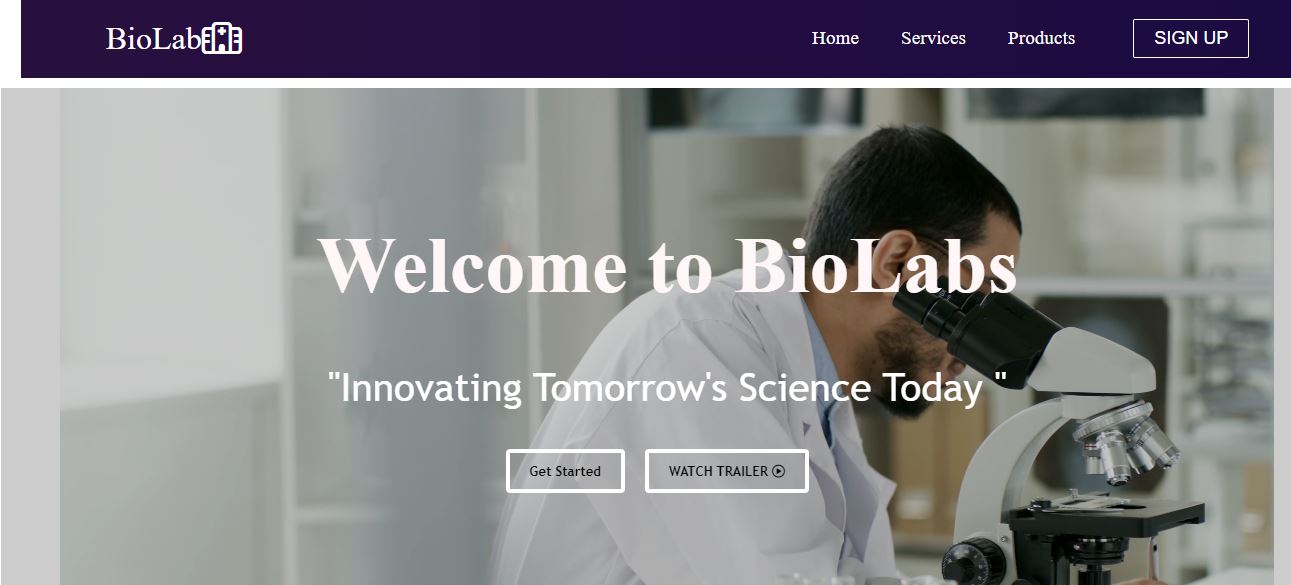 BioLab
Home Services Products SIGN UP
Welcome to BioLabs
"Innovating Tomorrow's Science Today "
Get Started WATCH TRAILER